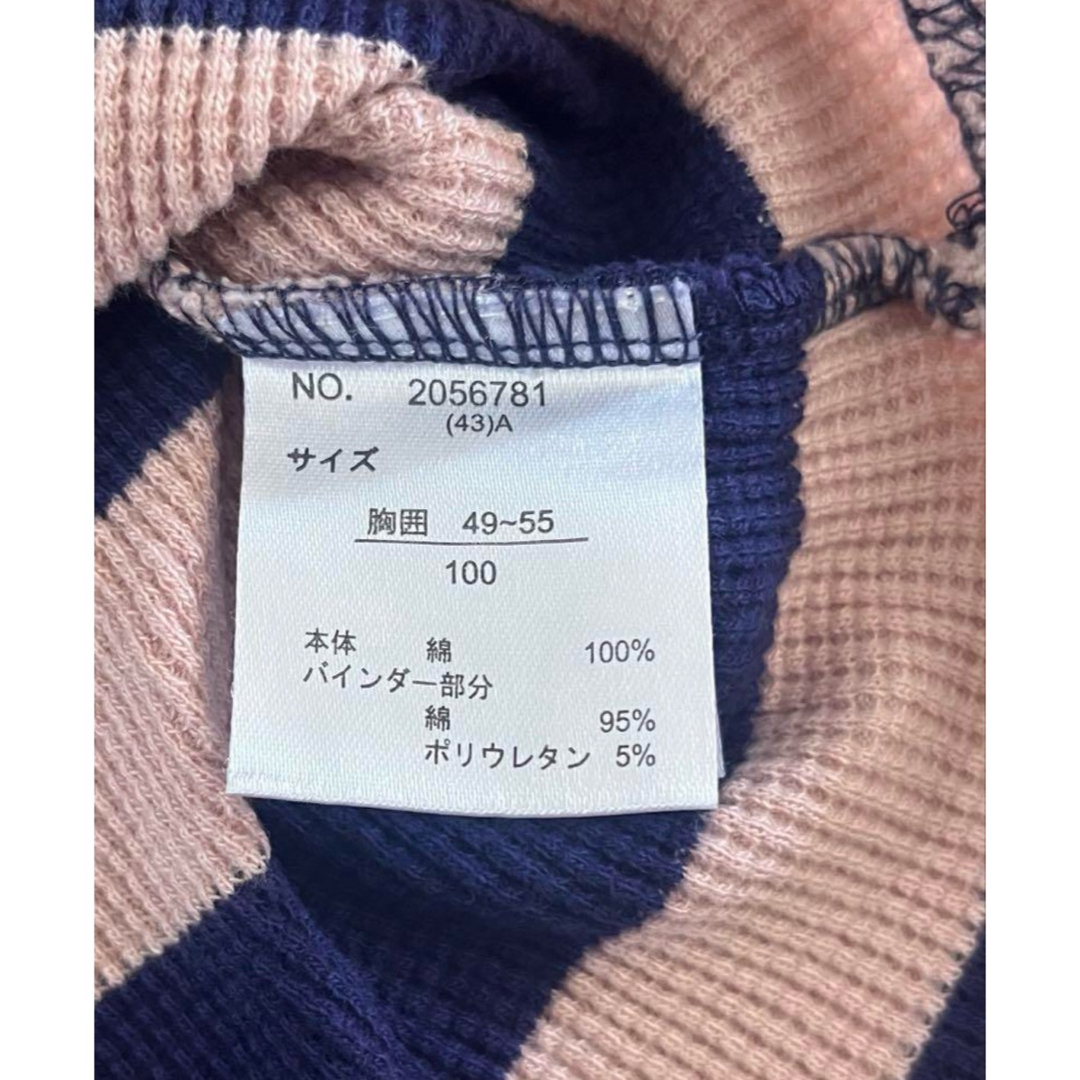 NO. 2056781
(43)A
サイズ
胸囲 49~55
100
本体 綿 100%
バインダー部分
綿 95%
ポリウレタン 5%